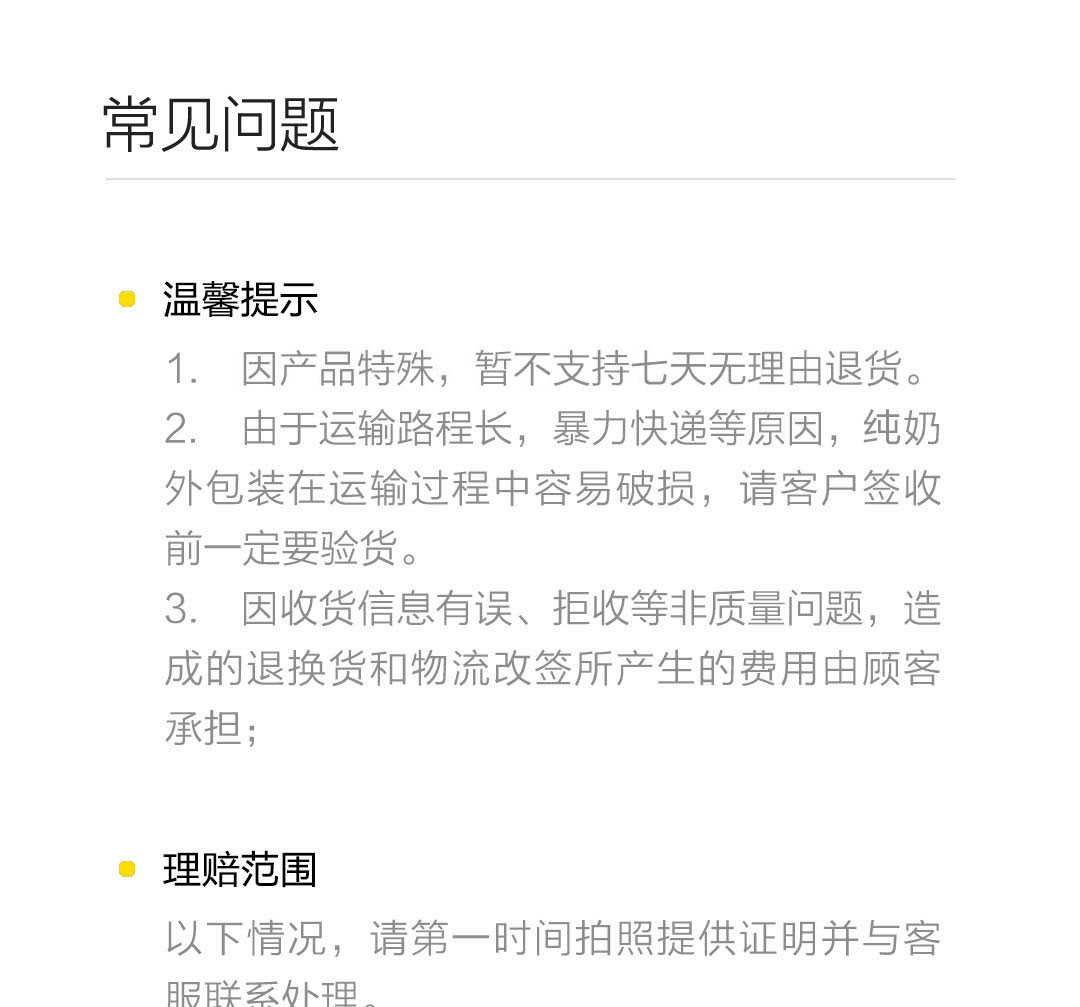 常见问题
温馨提示
1. 因产品特殊，暂不支持七天无理由退货。
2. 由于运输路程长，暴力快递等原因，纯奶
外包装在运输过程中容易破损，请客户签收
前一定要验货。
3. 因收货信息有误、拒收等非质量问题，造
成的退换货和物流改签所产生的费用由顾客
承担；
理赔范围
以下情况，请第一时间拍照提供证明并与客
服联系处理。